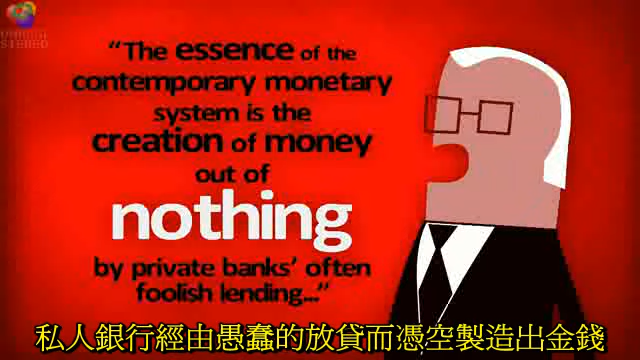 “The essence of the
contemporary monetary
system is the
creation of money
out of
nothing
by private banks’ often
foolish lending...”
私人銀行經由愚蠢的放貸而憑空製造出金錢